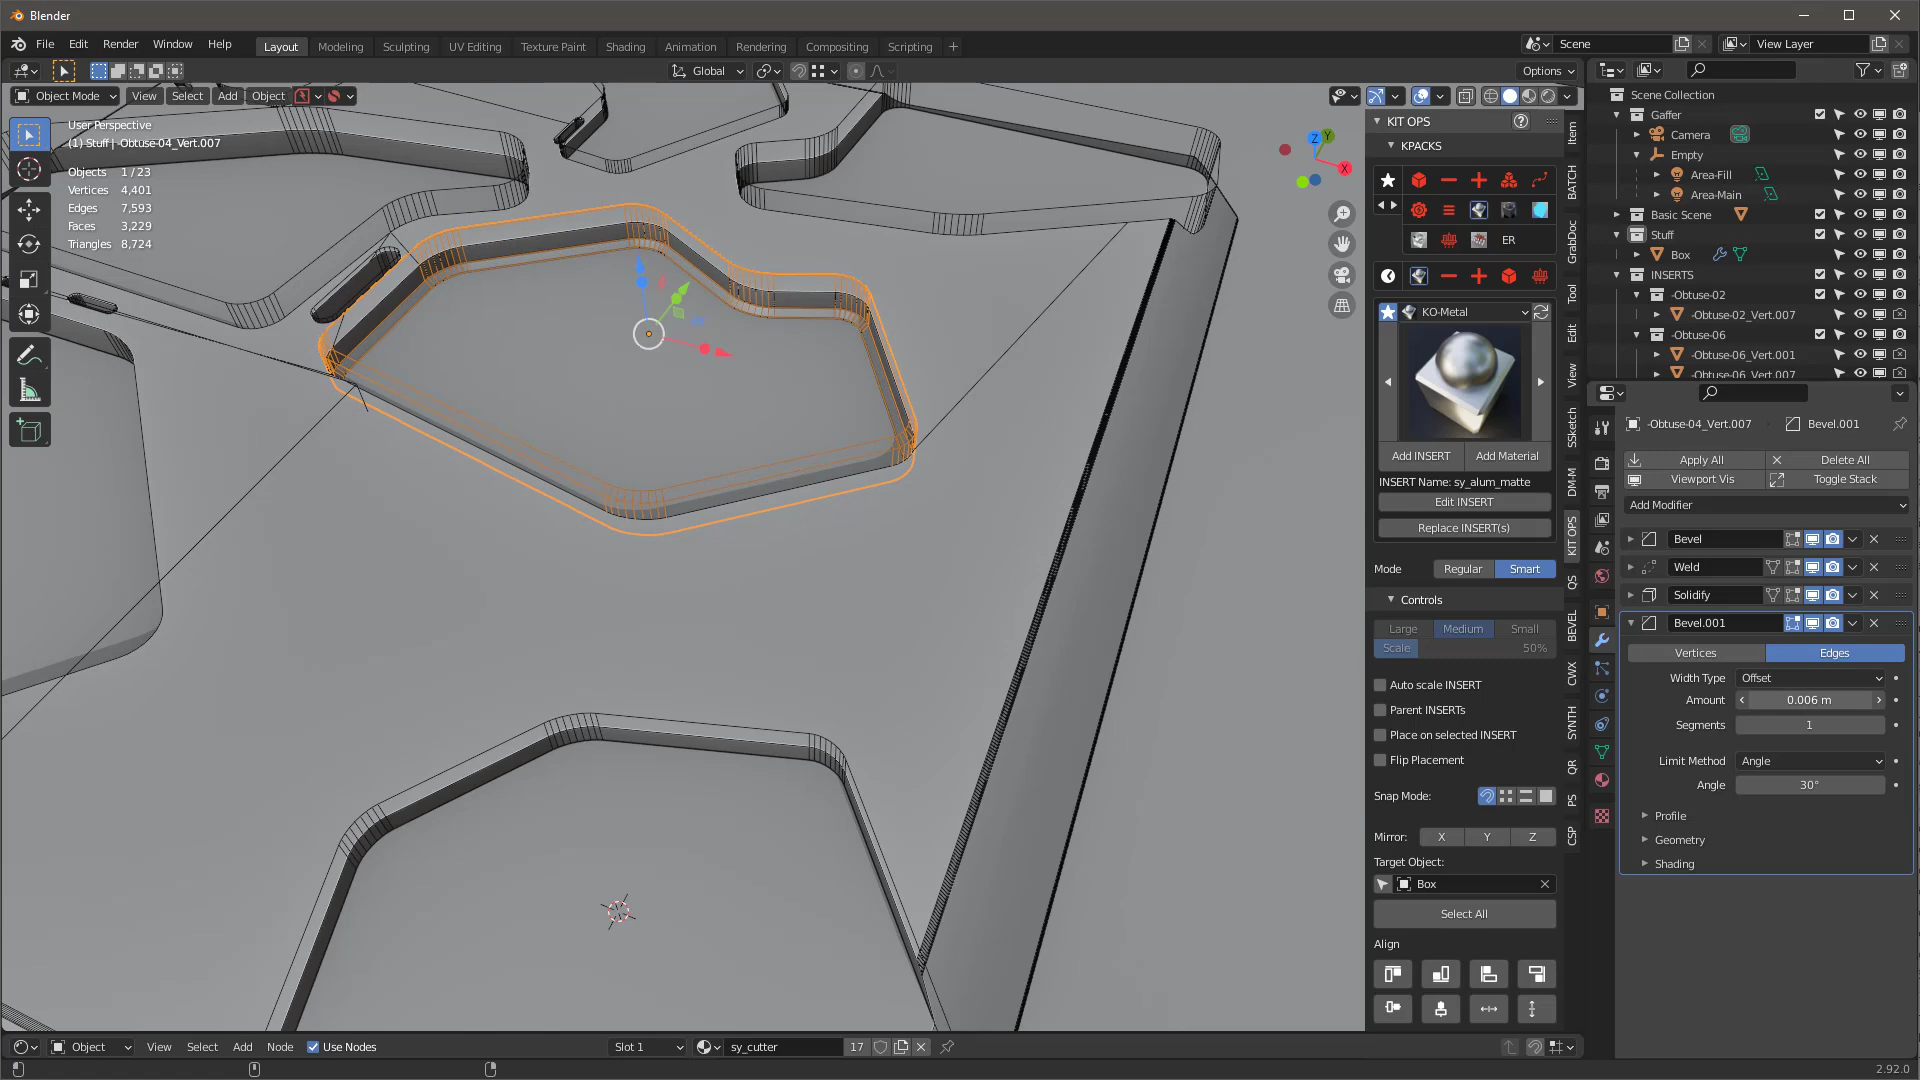 Blender
File Edit Render Window Help
Layout Modeling Sculpting UV Editing Texture Paint Shading Animation Rendering Compositing Scripting +
Scene
View Layer
Global
Options
Object Mode View Select Add Object
User Perspective
(1) Stuff | -Obtuse-04_Vert.007
Objects 1/23
Vertices 4,401
Edges 7,593
Faces 3,229
Triangles 8,724
Z
Y
X
KIT OPS
KPACKS
ER
KO-Metal
Add INSERT Add Material
INSERT Name: sy_alum_matte
Edit INSERT
Replace INSERT(s)
Mode Regular Smart
Controls
Large Medium Small
Scale 50%
Auto scale INSERT
Parent INSERTs
Place on selected INSERT
Flip Placement
Snap Mode:
Mirror: X Y Z
Target Object:
Box
Select All
Align
Item
BATCH
GrabDoc
Tool
Edit
View
SSketch
DM-M
KIT OPS
QS
BEVEL
CWX
SYNTH
QR
PS
CSP
Scene Collection
Gaffer
Camera
Empty
Area-Fill
Area-Main
Basic Scene
Stuff
Box
INSERTS
-Obtuse-02
-Obtuse-02_Vert.007
-Obtuse-06
-Obtuse-06_Vert.001
-Obtuse-06_Vert.007
-Obtuse-04_Vert.007 Bevel.001
Apply All Delete All
Viewport Vis Toggle Stack
Add Modifier
Bevel
Weld
Solidify
Bevel.001
Vertices Edges
Width Type Offset
Amount 0.006 m
Segments 1
Limit Method Angle
Angle 30°
Profile
Geometry
Shading
Object View Select Add Node Use Nodes
Slot 1
sy_cutter 17
2.92.0